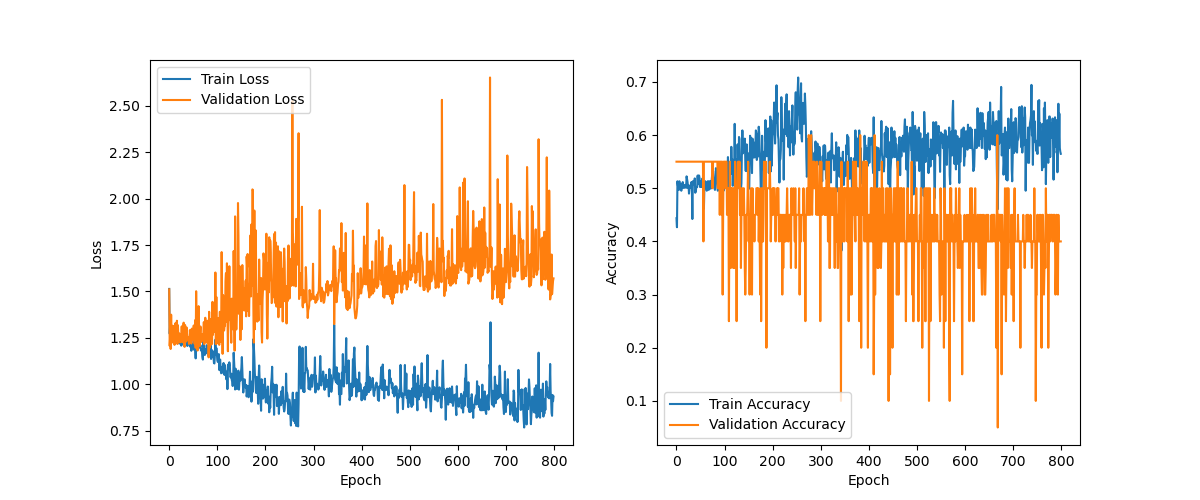 Train Loss
Validation Loss
2.50
2.25
2.00
1.75
1.50
1.25
1.00
0.75
Loss
0 100 200 300 400 500 600 700 800
Epoch
0.7
0.6
0.5
0.4
0.3
0.2
0.1
Accuracy
Train Accuracy
Validation Accuracy
0 100 200 300 400 500 600 700 800
Epoch